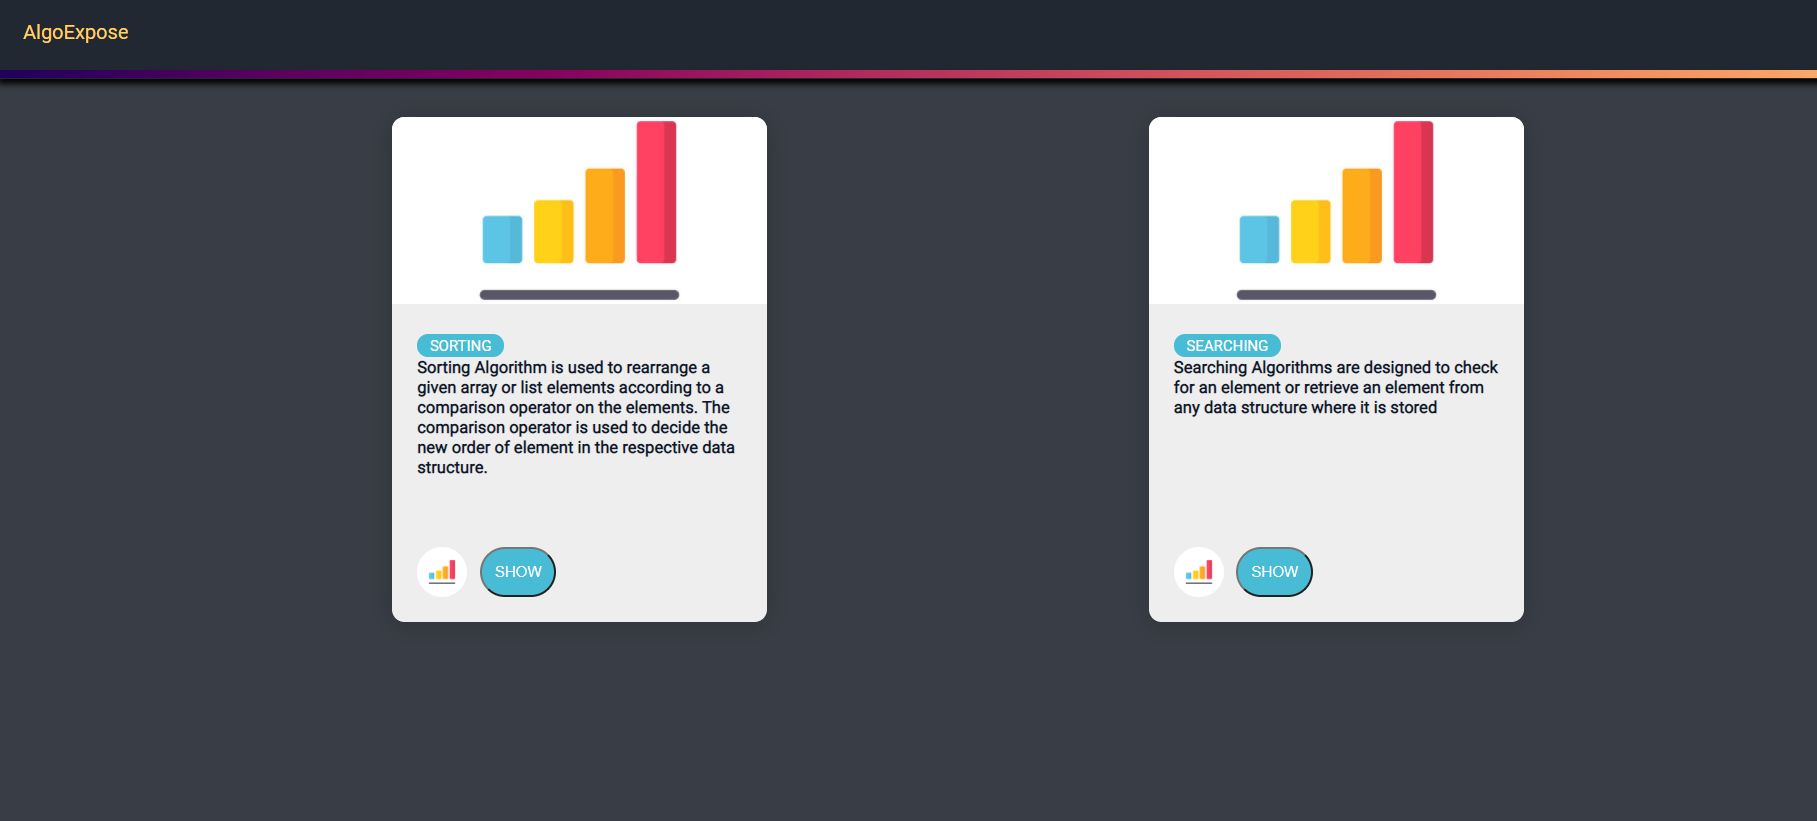 AlgoExpose
SORTING
Sorting Algorithm is used to rearrange a
given array or list elements according to a
comparison operator on the elements. The
comparison operator is used to decide the
new order of element in the respective data
structure.
SHOW
SEARCHING
Searching Algorithms are designed to check
for an element or retrieve an element from
any data structure where it is stored
SHOW